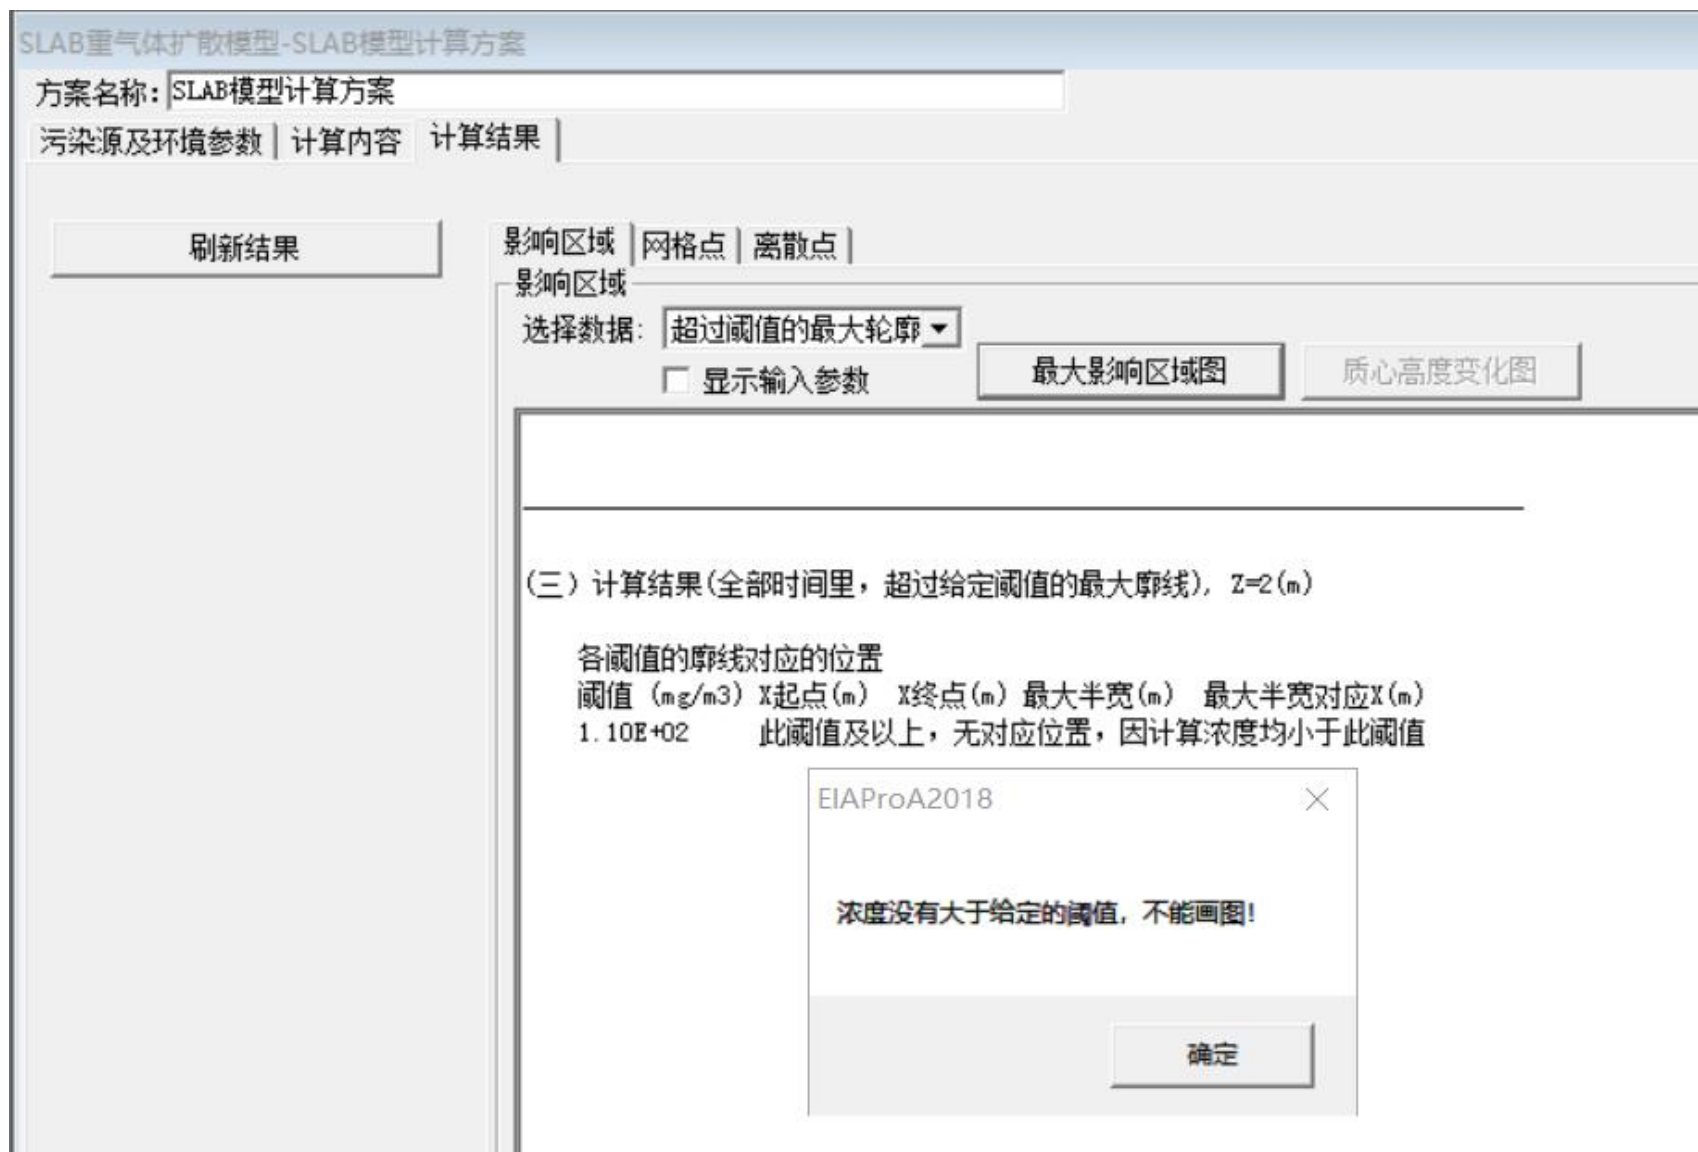 SLAB重气体扩散模型-SLAB模型计算方案
方案名称: SLAB模型计算方案
污染源及环境参数 计算内容 计算结果
刷新结果
影响区域 网格点 离散点
影响区域
选择数据: 超过阈值的最大轮廓
显示输入参数 最大影响区域图 质心高度变化图
(三) 计算结果(全部时间里，超过给定阈值的最大廓线), Z=2(m)
各阈值的廓线对应的位置
阈值 (mg/m3) X起点(m) X终点(m) 最大半宽(m) 最大半宽对应X(m)
1.10E+02 此阈值及以上，无对应位置，因计算浓度均小于此阈值
EIAProA2018
浓度没有大于给定的阈值, 不能画图!
确定